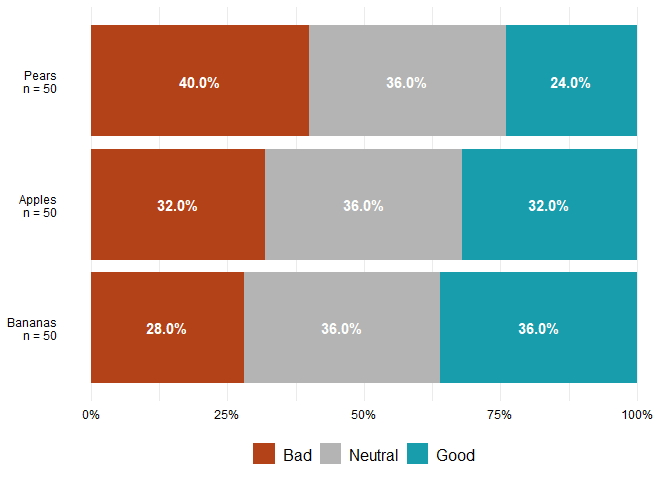 Pears
n = 50
40.0% 36.0% 24.0%
Apples
n = 50
32.0% 36.0% 32.0%
Bananas
n = 50
28.0% 36.0% 36.0%
0% 25% 50% 75% 100%
Bad Neutral Good